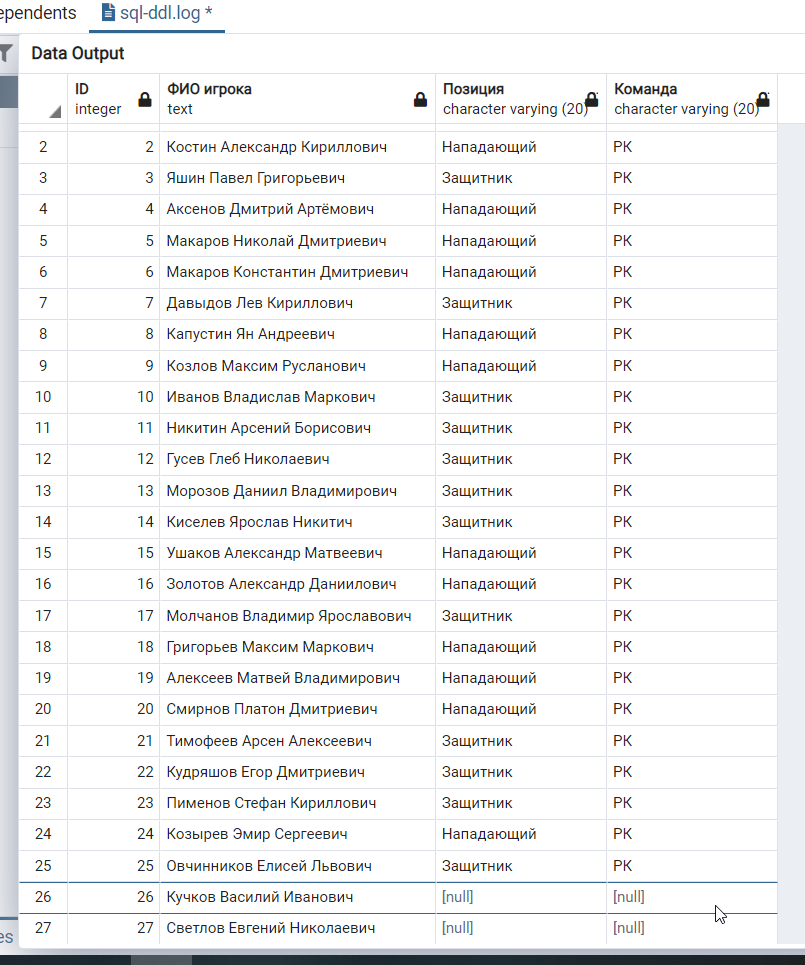 ependents sql-ddl.log *
Data Output
ID ФИО игрока Позиция Команда
integer text character varying (20) character varying (20)
2 2 Костин Александр Кириллович Нападающий РК
3 3 Яшин Павел Григорьевич Защитник РК
4 4 Аксенов Дмитрий Артёмович Нападающий РК
5 5 Макаров Николай Дмитриевич Нападающий РК
6 6 Макаров Константин Дмитриевич Нападающий РК
7 7 Давыдов Лев Кириллович Защитник РК
8 8 Капустин Ян Андреевич Нападающий РК
9 9 Козлов Максим Русланович Нападающий РК
10 10 Иванов Владислав Маркович Защитник РК
11 11 Никитин Арсений Борисович Защитник РК
12 12 Гусев Глеб Николаевич Защитник РК
13 13 Морозов Даниил Владимирович Защитник РК
14 14 Киселев Ярослав Никитич Защитник РК
15 15 Ушаков Александр Матвеевич Нападающий РК
16 16 Золотов Александр Даниилович Нападающий РК
17 17 Молчанов Владимир Ярославович Защитник РК
18 18 Григорьев Максим Маркович Нападающий РК
19 19 Алексеев Матвей Владимирович Нападающий РК
20 20 Смирнов Платон Дмитриевич Нападающий РК
21 21 Тимофеев Арсен Алексеевич Защитник РК
22 22 Кудряшов Егор Дмитриевич Защитник РК
23 23 Пименов Стефан Кириллович Защитник РК
24 24 Козырев Эмир Сергеевич Нападающий РК
25 25 Овчинников Елисей Львович Защитник РК
26 26 Кучков Василий Иванович [null] [null]
es 27 27 Светлов Евгений Николаевич [null] [null]